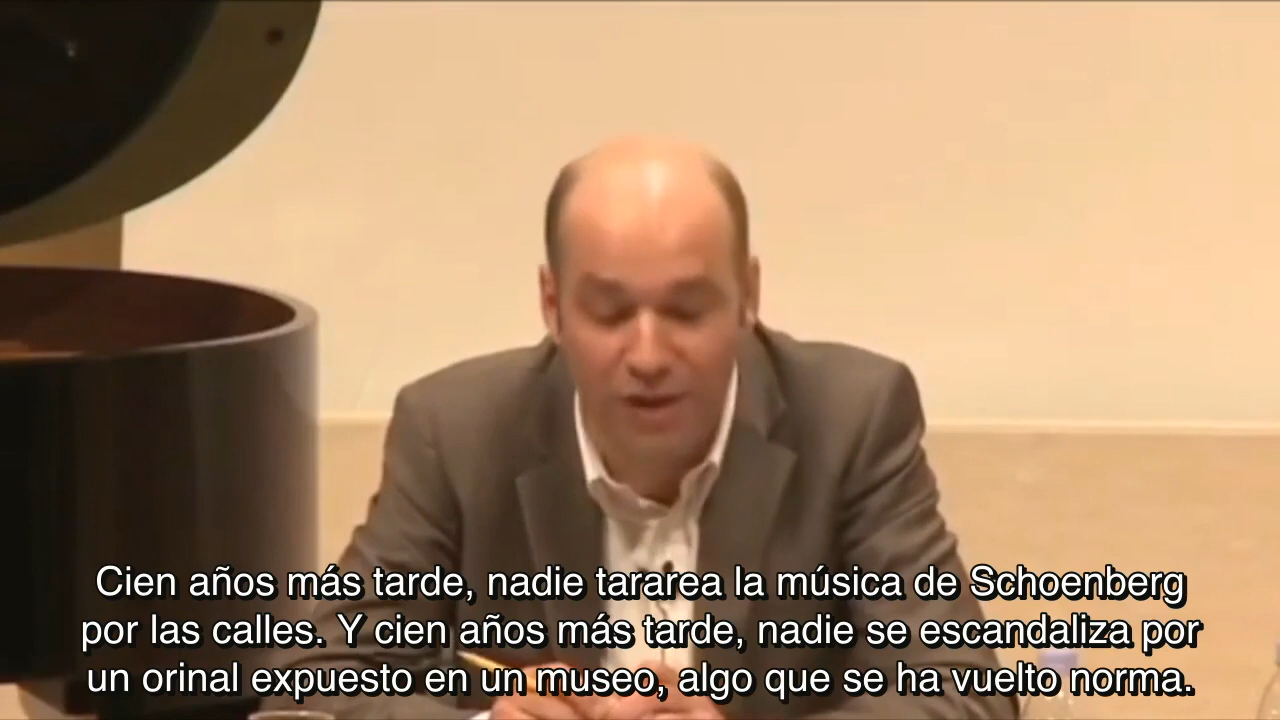 Cien años más tarde, nadie tararea la música de Schoenberg
por las calles. Y cien años más tarde, nadie se escandaliza por
un orinal expuesto en un museo, algo que se ha vuelto norma.